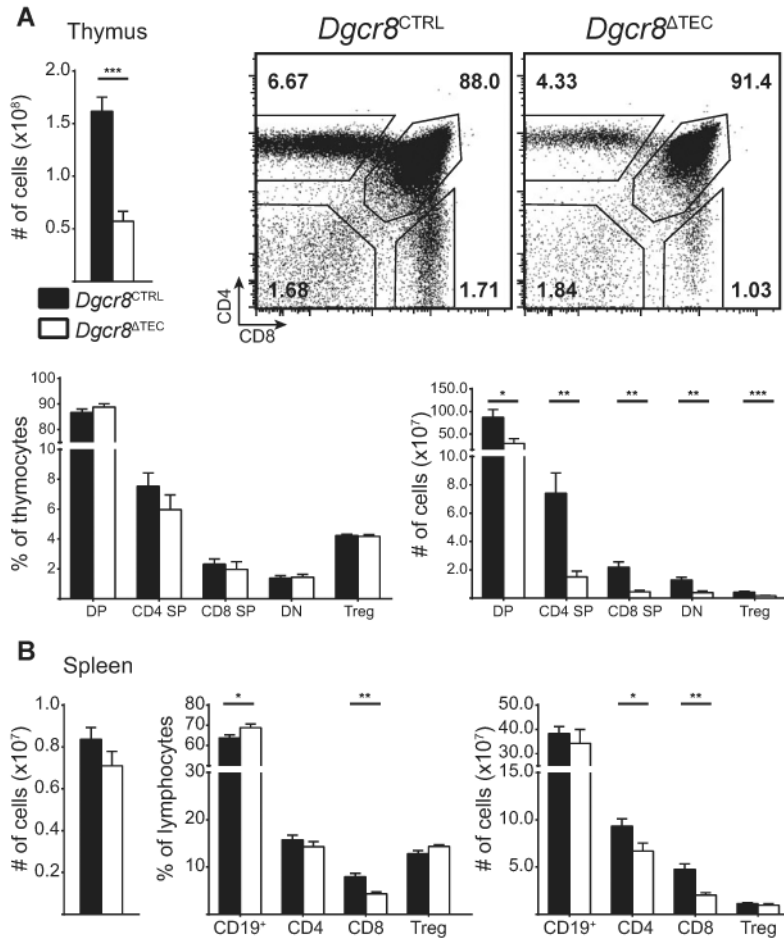 A
Thymus
# of cells (x10⁸)
2.0
1.5
1.0
0.5
***
Dgcr8CTRL
Dgcr8ΔTEC
Dgcr8CTRL
6.67
88.0
1.68
1.71
CD4
CD8
Dgcr8ΔTEC
4.33
91.4
1.84
1.03
% of thymocytes
100
90
80
8
6
4
2
DP
CD4 SP
CD8 SP
DN
Treg
# of cells (x10⁷)
150.0
100.0
50.0
10.0
8.0
6.0
4.0
2.0
*
**
**
**
***
DP
CD4 SP
CD8 SP
DN
Treg
B
Spleen
# of cells (x10⁷)
1.0
0.8
0.6
0.4
0.2
% of lymphocytes
80
70
60
30
20
10
*
**
CD19⁺
CD4
CD8
Treg
# of cells (x10⁷)
50.0
40.0
30.0
15.0
10.0
5.0
*
**
CD19⁺
CD4
CD8
Treg